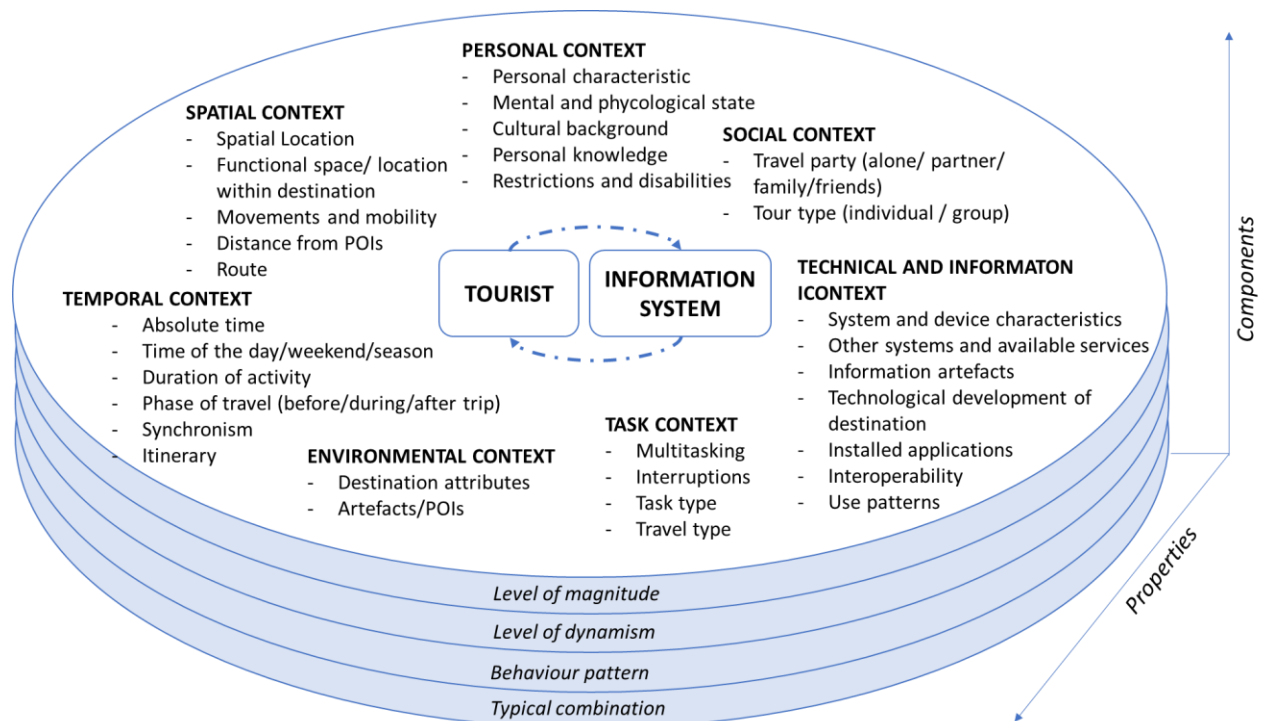 PERSONAL CONTEXT
- Personal characteristic
- Mental and phycological state
- Cultural background
- Personal knowledge
- Restrictions and disabilities
SPATIAL CONTEXT
- Spatial Location
- Functional space/ location
within destination
- Movements and mobility
- Distance from POIs
- Route
SOCIAL CONTEXT
- Travel party (alone/ partner/
family/friends)
- Tour type (individual / group)
TOURIST
INFORMATION
SYSTEM
TEMPORAL CONTEXT
- Absolute time
- Time of the day/weekend/season
- Duration of activity
- Phase of travel (before/during/after trip)
- Synchronism
- Itinerary
TECHNICAL AND INFORMATON
ICONTEXT
- System and device characteristics
- Other systems and available services
- Information artefacts
- Technological development of
destination
- Installed applications
- Interoperability
- Use patterns
ENVIRONMENTAL CONTEXT
- Destination attributes
- Artefacts/POIs
TASK CONTEXT
- Multitasking
- Interruptions
- Task type
- Travel type
Components
Properties
Level of magnitude
Level of dynamism
Behaviour pattern
Typical combination